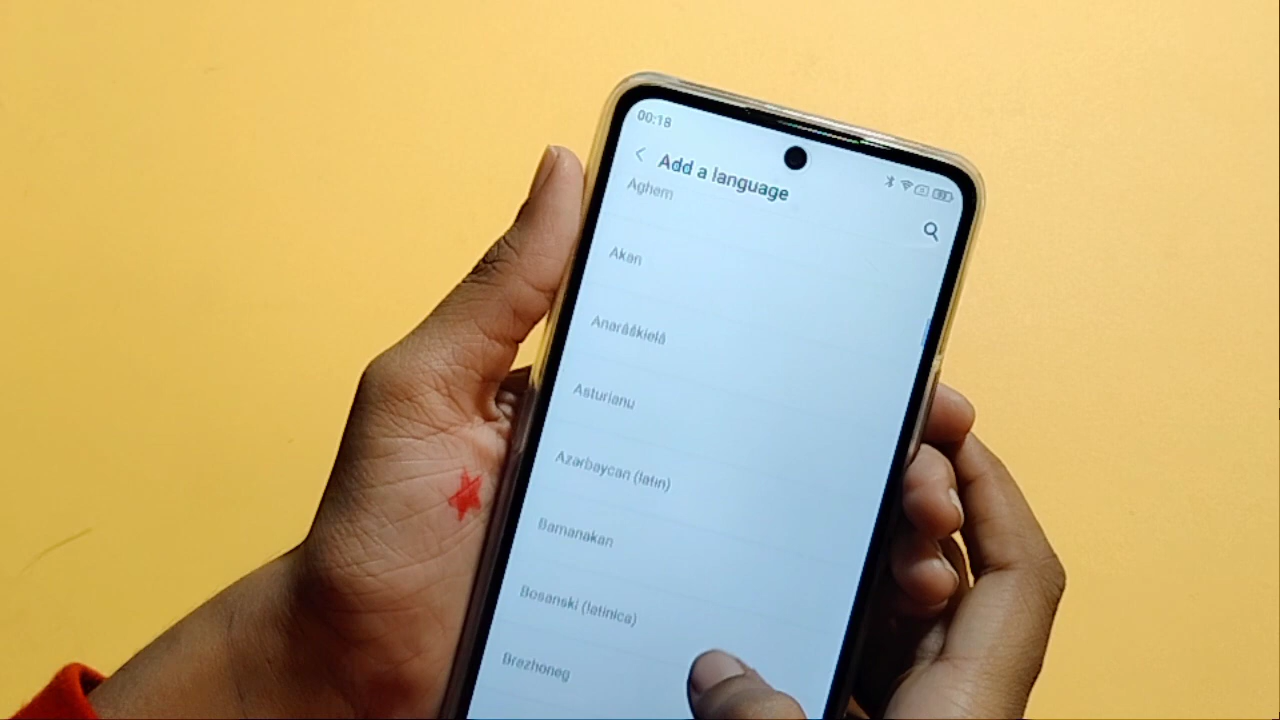 00:18
Add a language
Aghem
Akan
Anarâškielâ
Asturianu
Azərbaycan (latın)
Bamanakan
Bosanski (latinica)
Brezhoneg